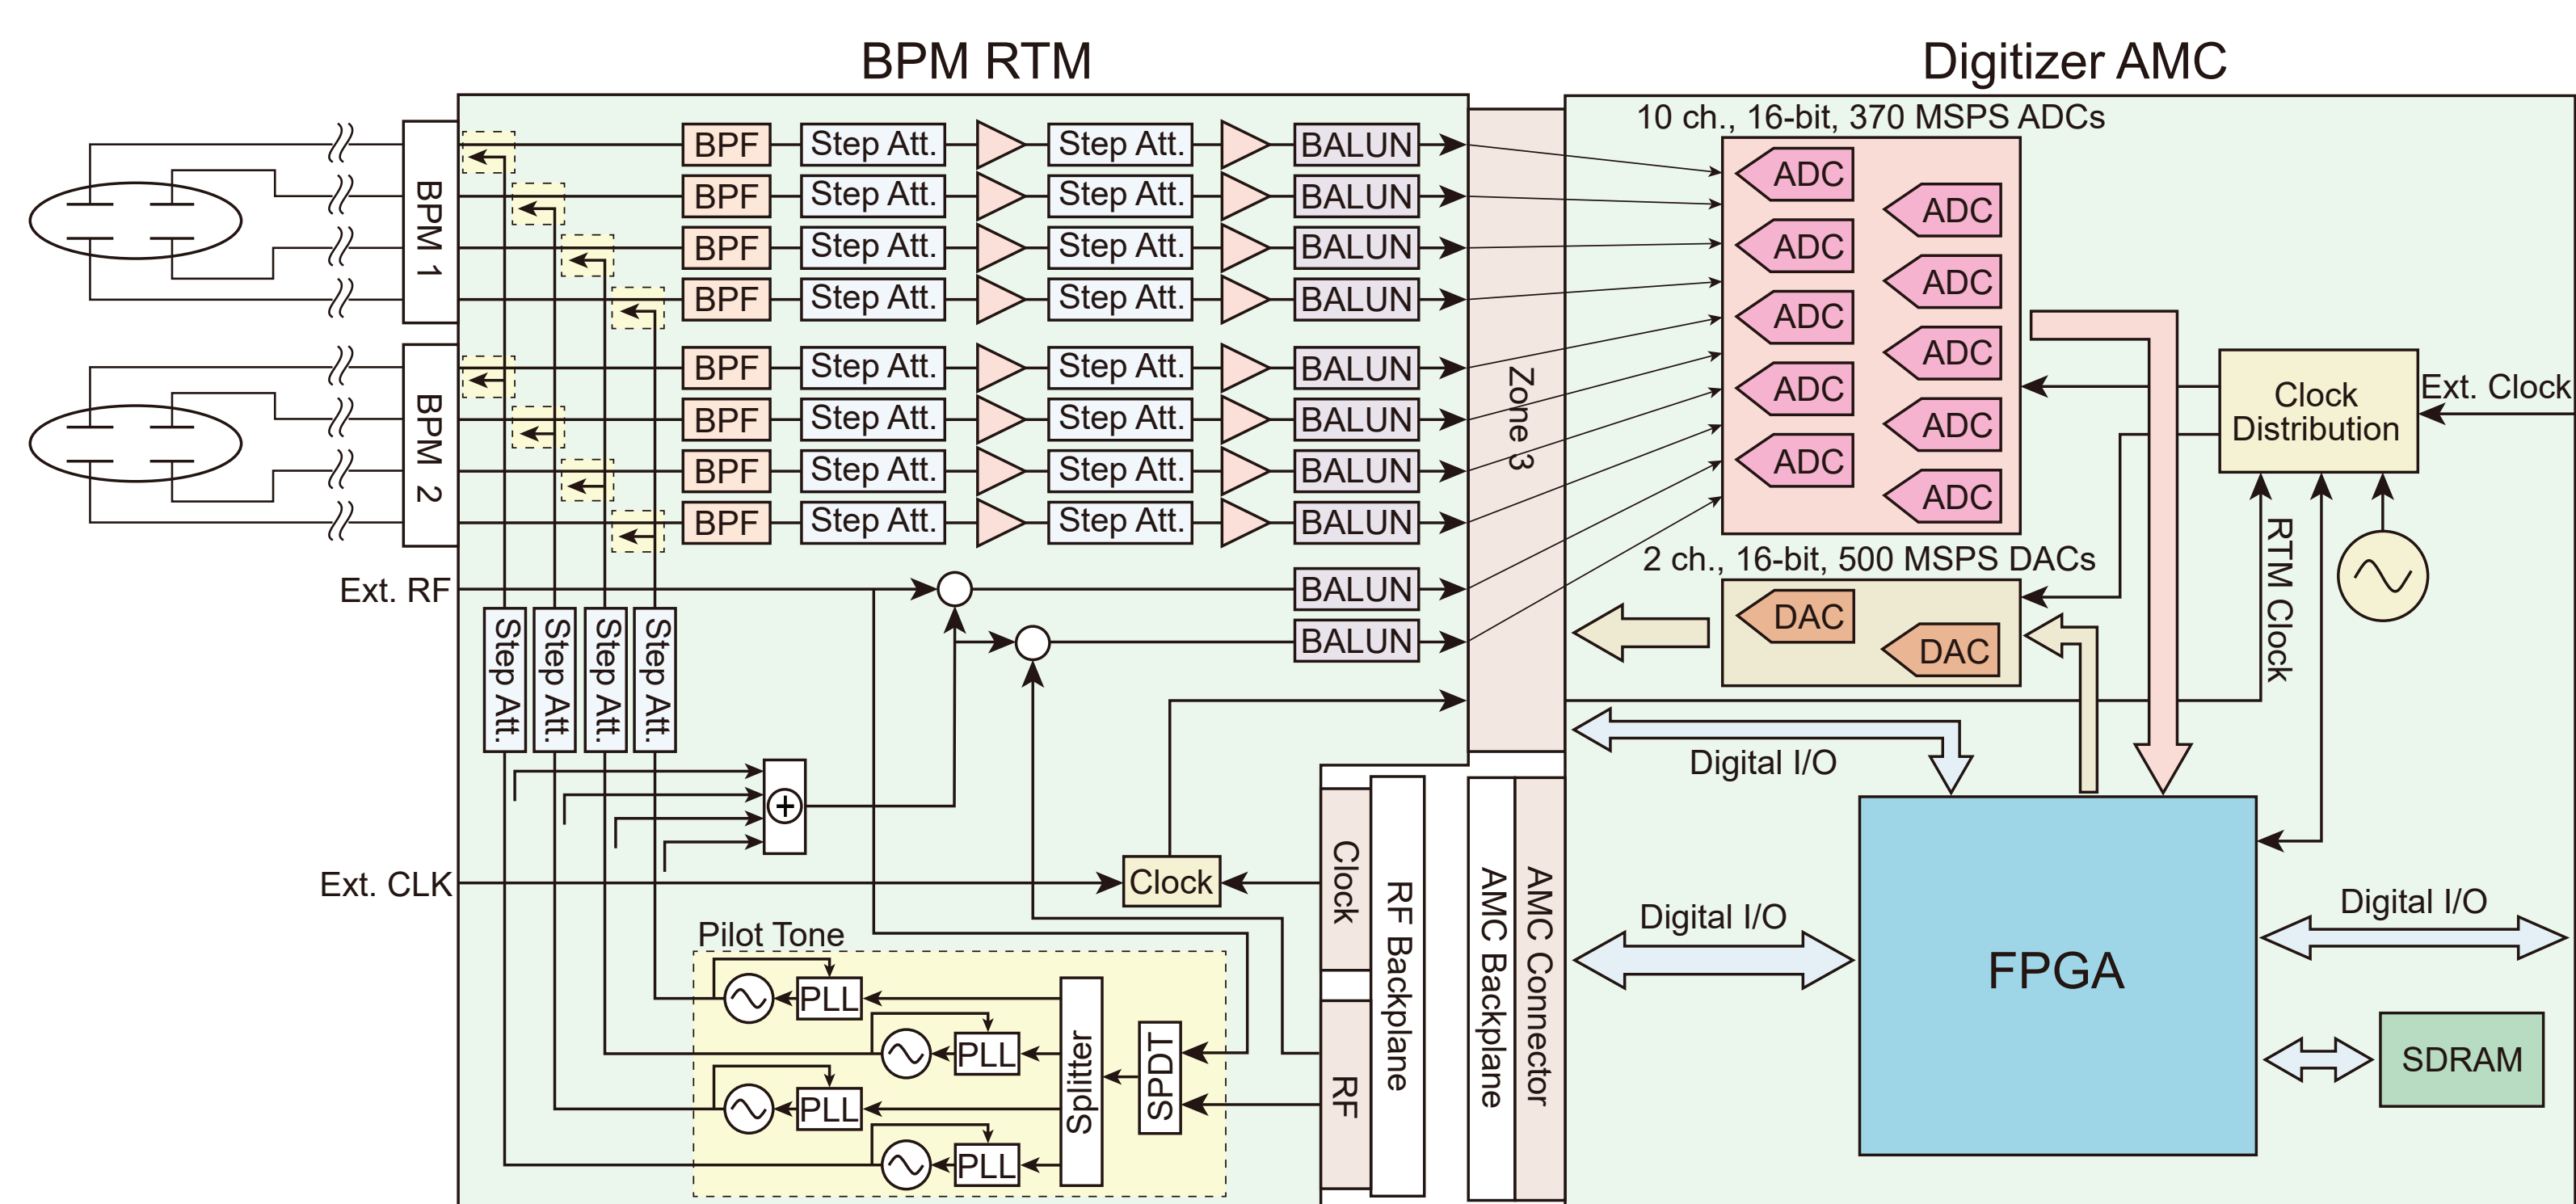 BPM RTM
Digitizer AMC
10 ch., 16-bit, 370 MSPS ADCs
BPM 1
BPF
Step Att.
Step Att.
BALUN
ADC
BPF
Step Att.
Step Att.
BALUN
ADC
BPF
Step Att.
Step Att.
BALUN
ADC
BPF
Step Att.
Step Att.
BALUN
ADC
ADC
BPM 2
BPF
Step Att.
Step Att.
BALUN
ADC
BPF
Step Att.
Step Att.
BALUN
ADC
BPF
Step Att.
Step Att.
BALUN
ADC
BPF
Step Att.
Step Att.
BALUN
ADC
ADC
Zone 3
Clock
Distribution
Ext. Clock
RTM Clock
2 ch., 16-bit, 500 MSPS DACs
DAC
DAC
Ext. RF
BALUN
BALUN
Step Att.
Step Att.
Step Att.
Step Att.
+
Ext. CLK
Clock
Clock
RF
RF Backplane
AMC Backplane
AMC Connector
Digital I/O
Digital I/O
Digital I/O
FPGA
SDRAM
Pilot Tone
PLL
PLL
PLL
PLL
Splitter
SPDT